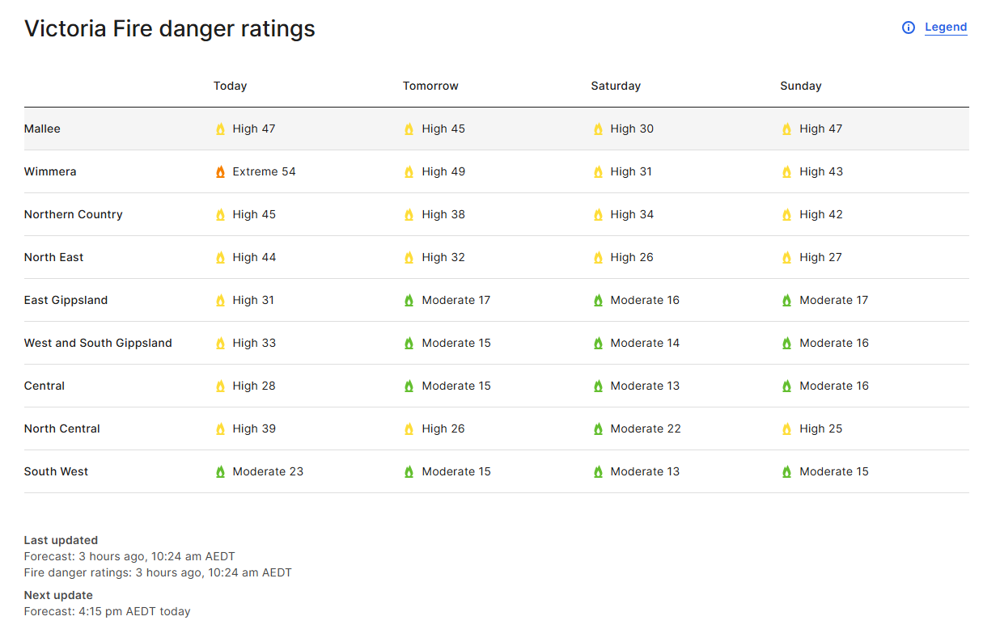 Victoria Fire danger ratings
Legend
Today Tomorrow Saturday Sunday
Mallee High 47 High 45 High 30 High 47
Wimmera Extreme 54 High 49 High 31 High 43
Northern Country High 45 High 38 High 34 High 42
North East High 44 High 32 High 26 High 27
East Gippsland High 31 Moderate 17 Moderate 16 Moderate 17
West and South Gippsland High 33 Moderate 15 Moderate 14 Moderate 16
Central High 28 Moderate 15 Moderate 13 Moderate 16
North Central High 39 High 26 Moderate 22 High 25
South West Moderate 23 Moderate 15 Moderate 13 Moderate 15
Last updated
Forecast: 3 hours ago, 10:24 am AEDT
Fire danger ratings: 3 hours ago, 10:24 am AEDT
Next update
Forecast: 4:15 pm AEDT today